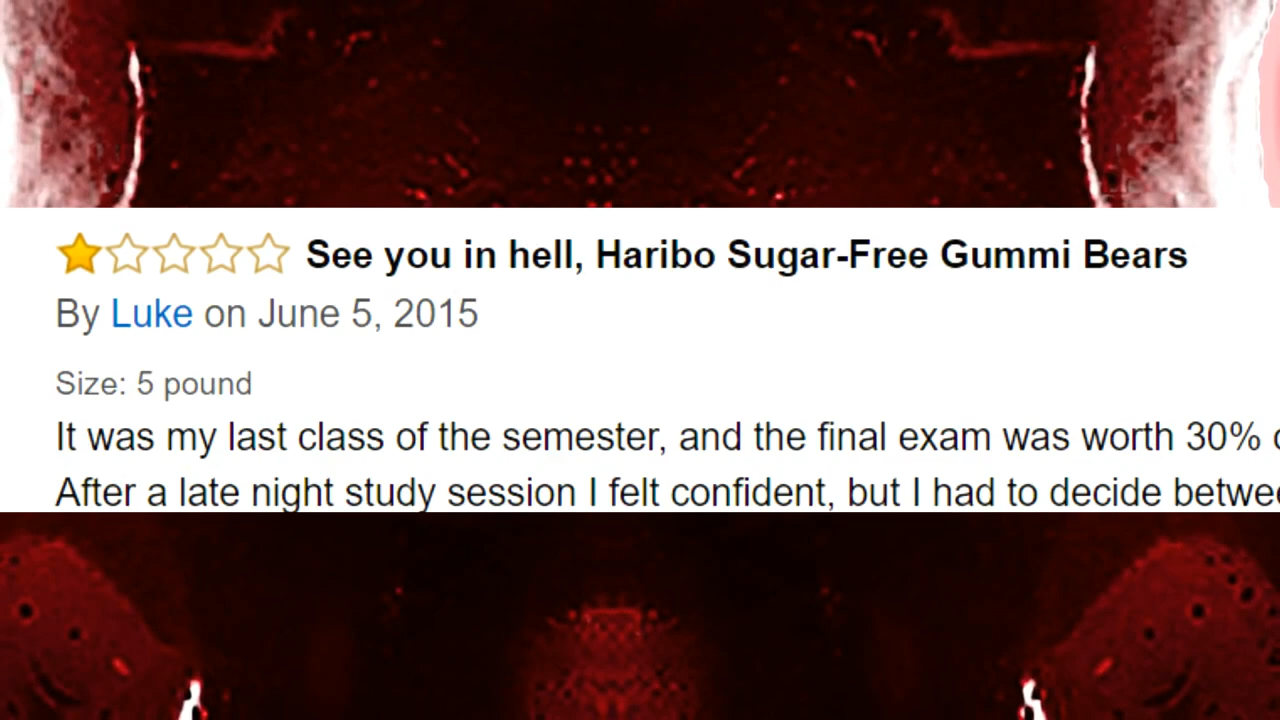 See you in hell, Haribo Sugar-Free Gummi Bears
By Luke on June 5, 2015
Size: 5 pound
It was my last class of the semester, and the final exam was worth 30%
After a late night study session I felt confident, but I had to decide